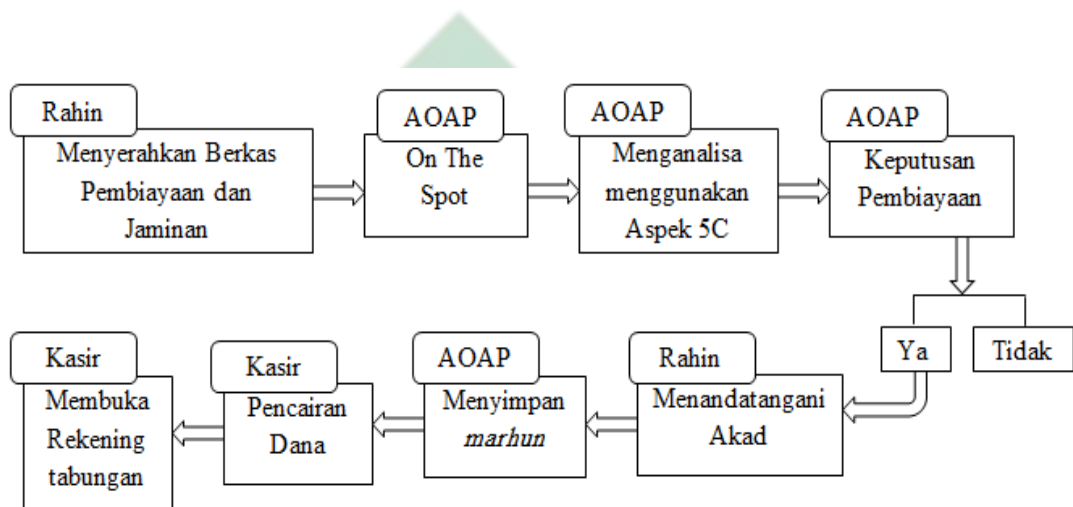 Rahin
Menyerahkan Berkas
Pembiayaan dan
Jaminan
AOAP
On The
Spot
AOAP
Menganalisa
menggunakan
Aspek 5C
AOAP
Keputusan
Pembiayaan
Ya
Tidak
Rahin
Menandatangani
Akad
AOAP
Menyimpan
marhun
Kasir
Pencairan
Dana
Kasir
Membuka
Rekening
tabungan